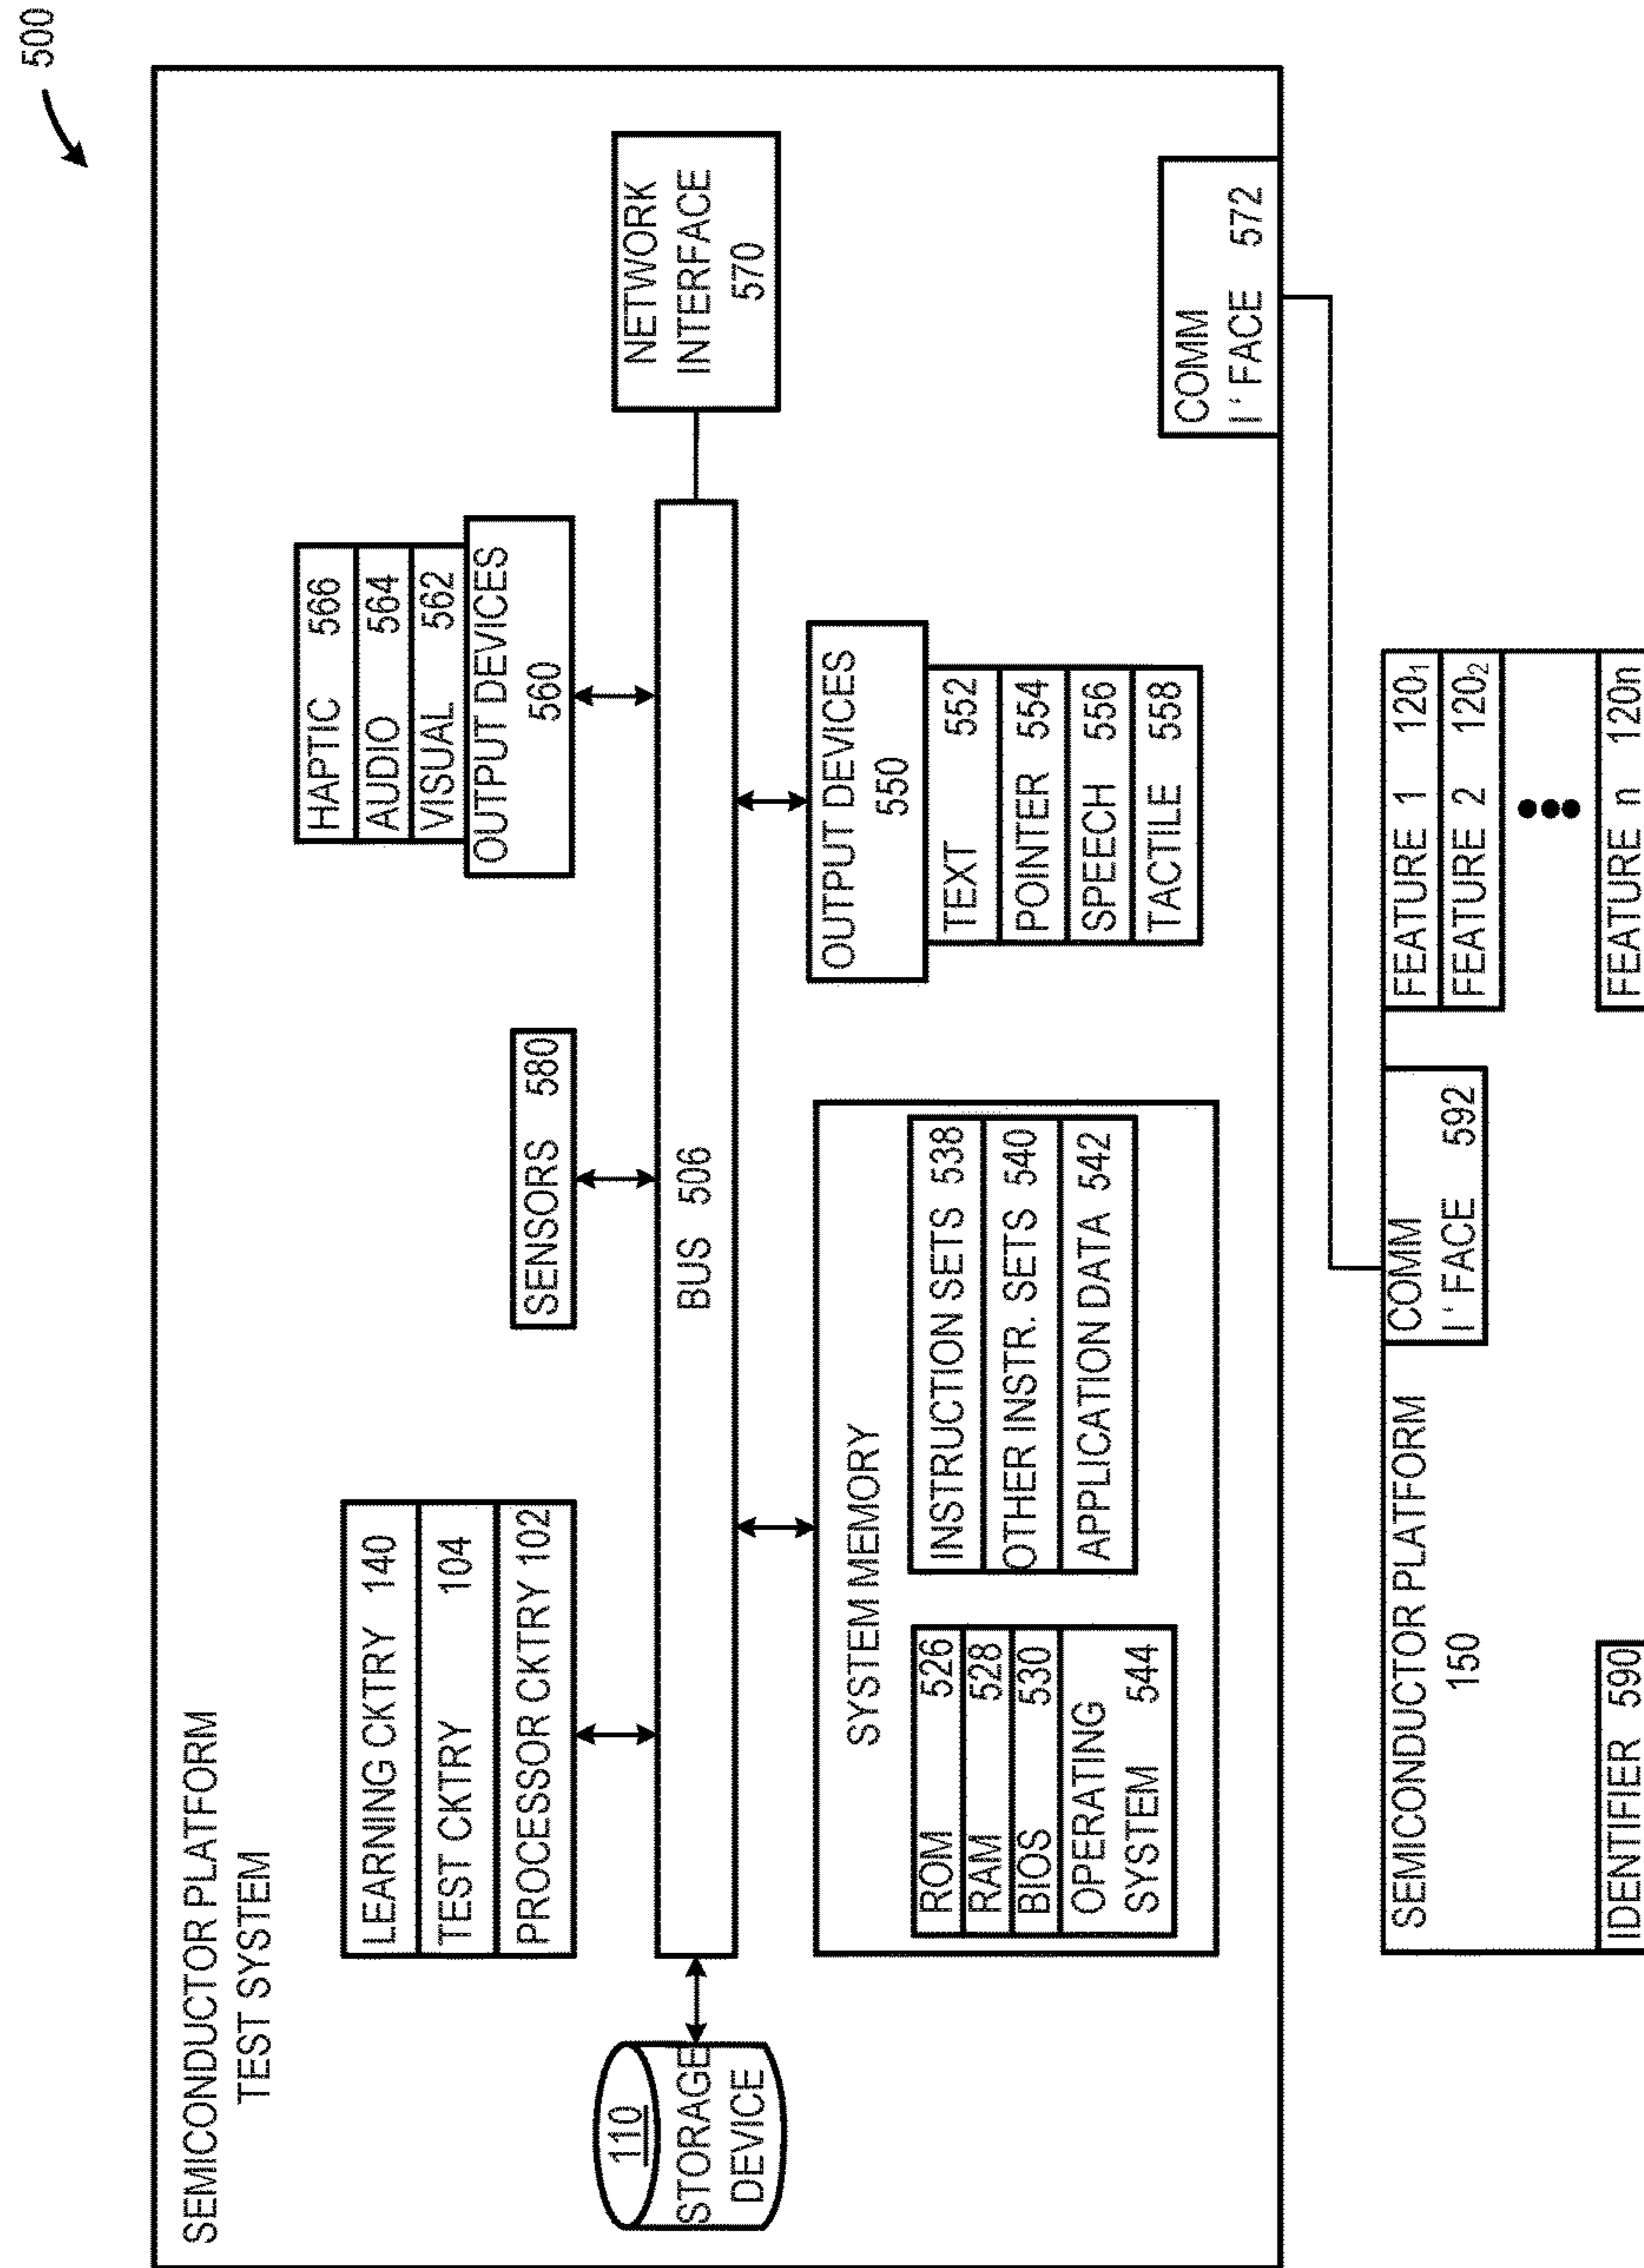 500
SEMICONDUCTOR PLATFORM
TEST SYSTEM
LEARNING CKTRY 140
TEST CKTRY 104
PROCESSOR CKTRY 102
SENSORS 580
HAPTIC 566
AUDIO 564
VISUAL 562
OUTPUT DEVICES
560
110
STORAGE
DEVICE
BUS 506
NETWORK
INTERFACE
570
SYSTEM MEMORY
ROM 526
RAM 528
BIOS 530
OPERATING
SYSTEM 544
INSTRUCTION SETS 538
OTHER INSTR. SETS 540
APPLICATION DATA 542
OUTPUT DEVICES
550
TEXT 552
POINTER 554
SPEECH 556
TACTILE 558
COMM
I'FACE 572
SEMICONDUCTOR PLATFORM
150
IDENTIFIER 590
COMM
I'FACE 592
FEATURE 1 120₁
FEATURE 2 120₂
FEATURE n 120n